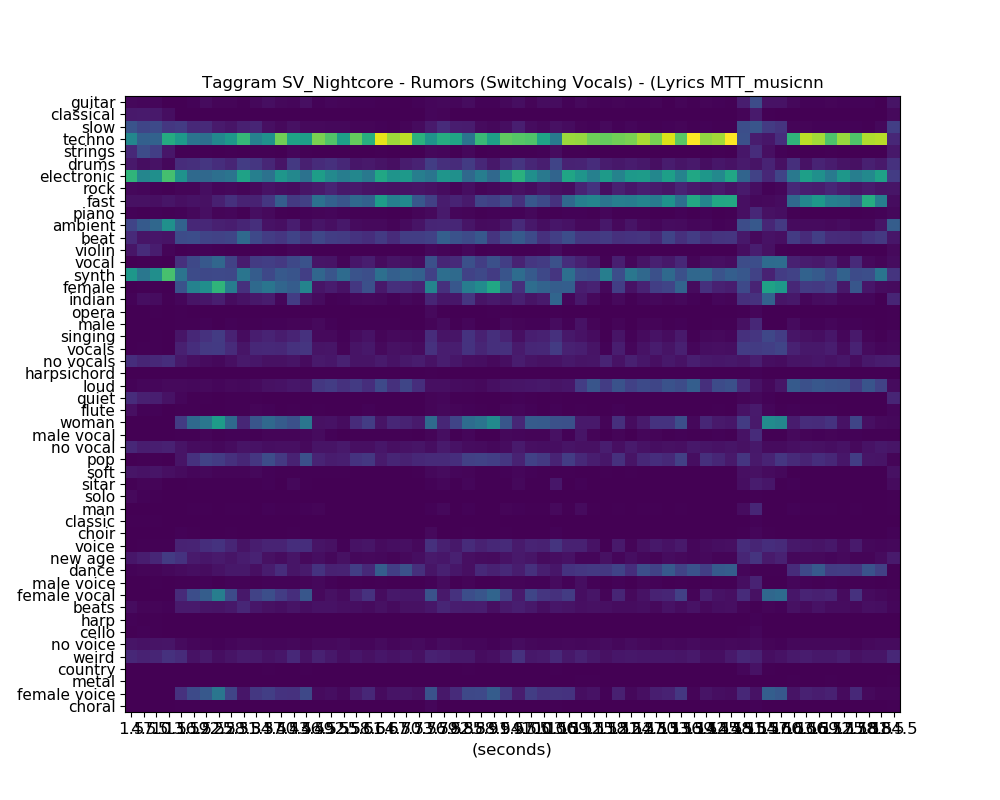 Taggram SV_Nightcore - Rumors (Switching Vocals) - (Lyrics MTT_musicnn
guitar
classical
slow
techno
strings
drums
electronic
rock
fast
piano
ambient
beat
violin
vocal
synth
female
indian
opera
male
singing
vocals
no vocals
harpsichord
loud
quiet
flute
woman
male vocal
no vocal
pop
soft
sitar
solo
man
classic
choir
voice
new age
dance
male voice
female vocal
beats
harp
cello
no voice
weird
country
metal
female voice
choral
(seconds)